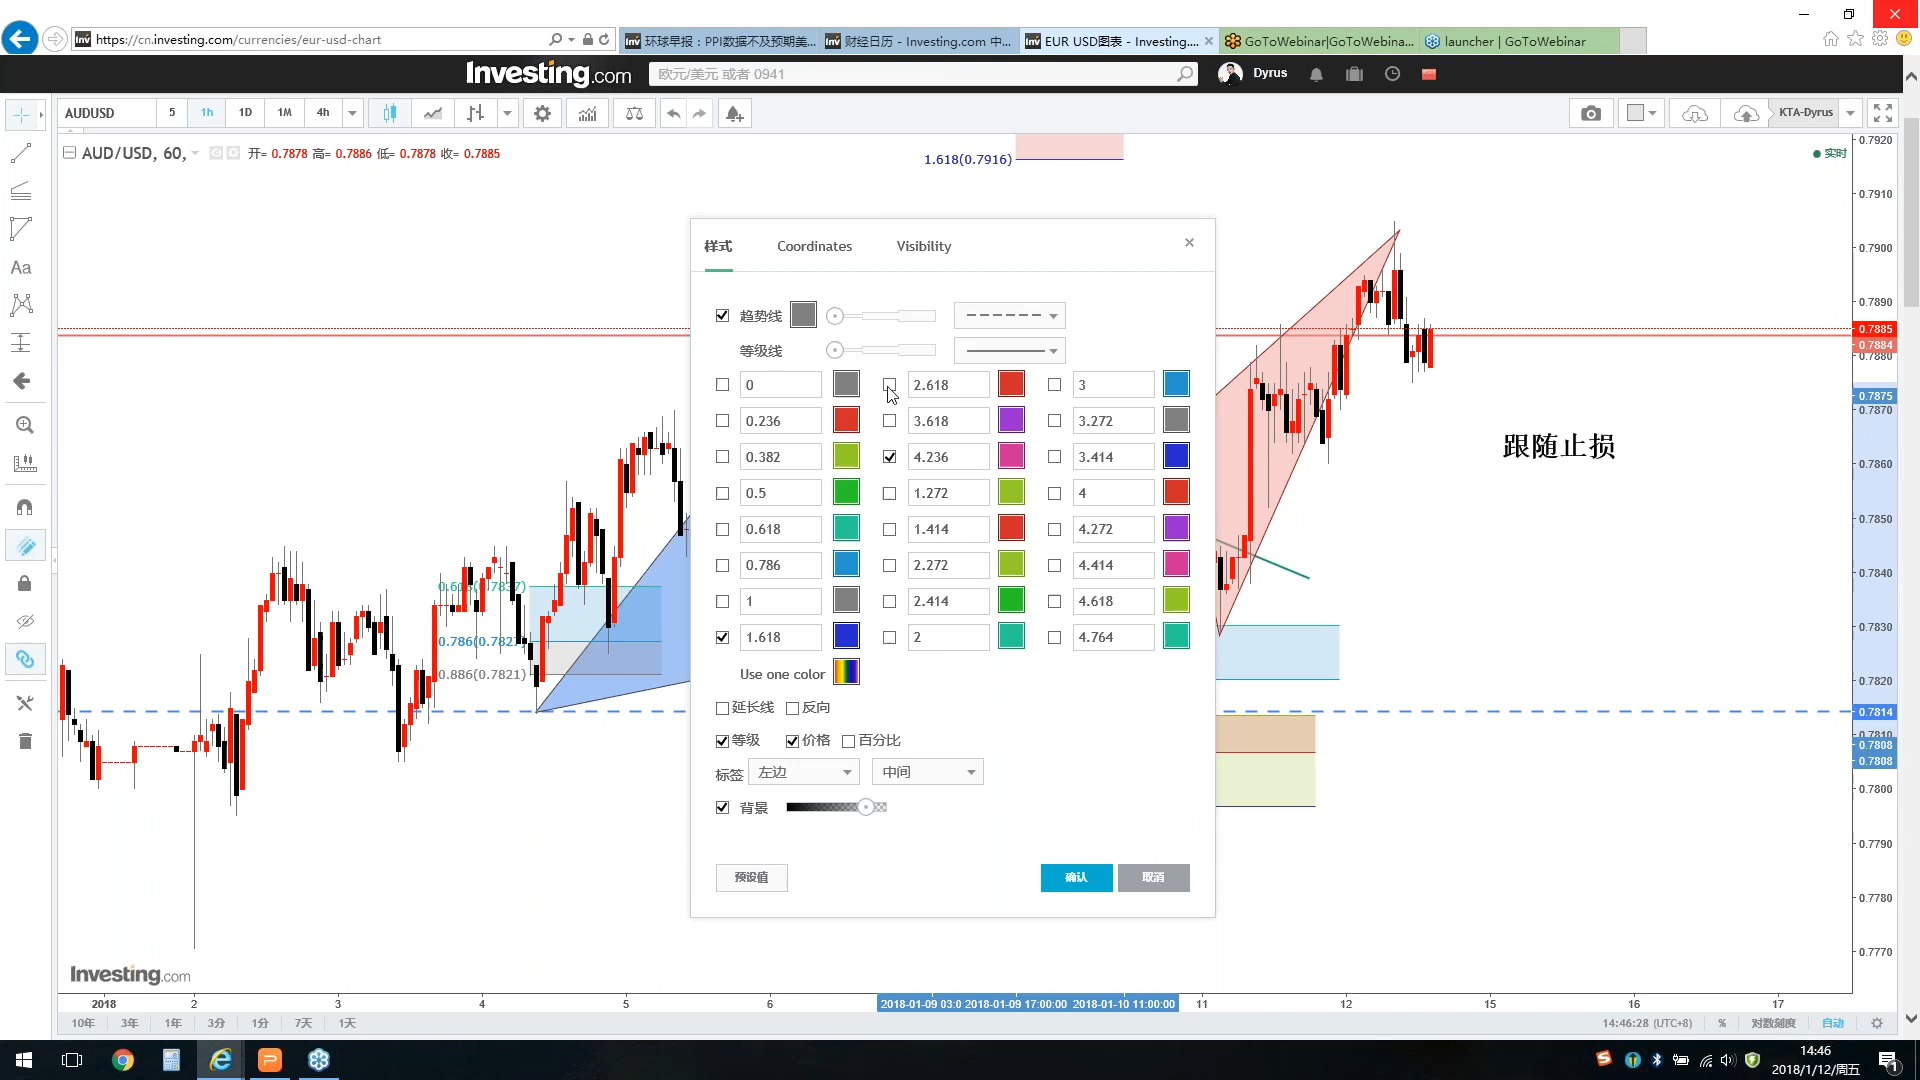 https://cn.investing.com/currencies/eur-usd-chart
环球早报：PPI数据不及预期美...
财经日历 - Investing.com 中...
EUR USD图表 - Investing....
GoToWebinar|GoToWebina...
launcher | GoToWebinar
Investing.com
欧元/美元 或者 0941
Dyrus
AUDUSD
5
1h
1D
1M
4h
KTA-Dyrus
AUD/USD, 60,
开= 0.7878 高= 0.7886 低= 0.7878 收= 0.7885
1.618(0.7916)
实时
0.7920
0.7910
0.7900
0.7890
0.7885
0.7884
0.7880
0.7875
0.7870
0.7860
0.7850
0.7840
0.7830
0.7820
0.7814
0.7810
0.7808
0.7808
0.7800
0.7790
0.7780
0.7770
样式
Coordinates
Visibility
趋势线
等级线
0
2.618
3
0.236
3.618
3.272
0.382
4.236
3.414
0.5
1.272
4
0.618
1.414
4.272
0.786
2.272
4.414
1
2.414
4.618
1.618
2
4.764
Use one color
延长线
反向
等级
价格
百分比
标签
左边
中间
背景
预设值
确认
取消
跟随止损
0.618(0.7837)
0.786(0.7827)
0.886(0.7821)
Investing.com
2018
2
3
4
5
6
2018-01-09 03:0
2018-01-09 17:00:00
2018-01-10 11:00:00
11
12
15
16
17
10年
3年
1年
3分
1分
7天
1天
14:46:28 (UTC+8)
%
对数刻度
自动
14:46
2018/1/12/周五
1